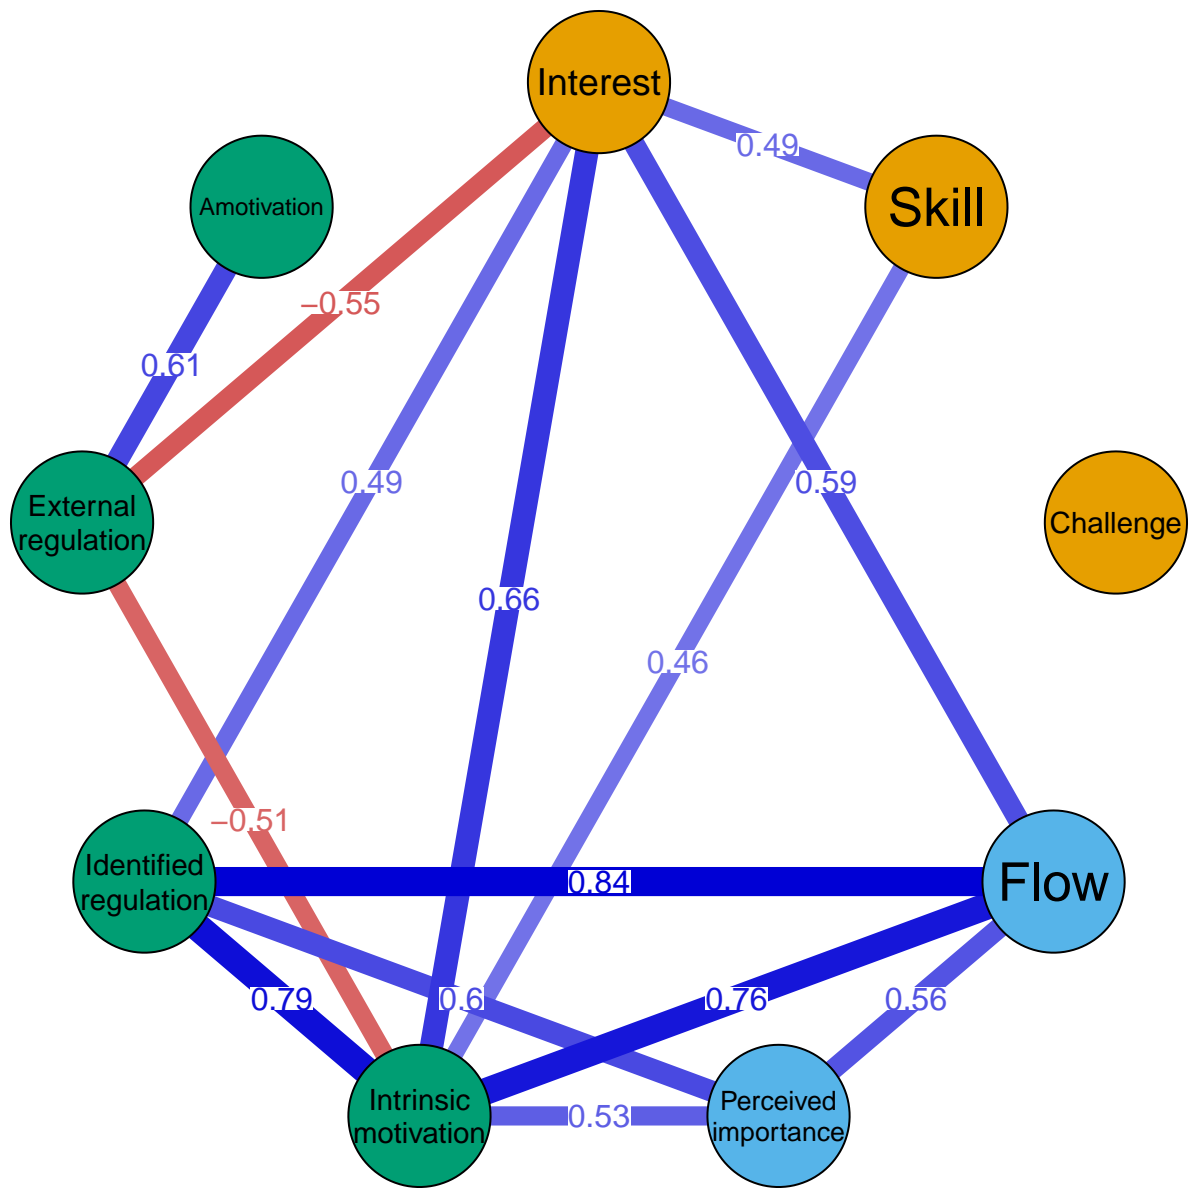 Interest
0.49
Skill
Amotivation
−0.55
0.61
0.49
0.59
External
regulation
Challenge
0.66
0.46
−0.51
Identified
regulation
0.84
Flow
0.79
0.6
0.76
0.56
Intrinsic
motivation
0.53
Perceived
importance